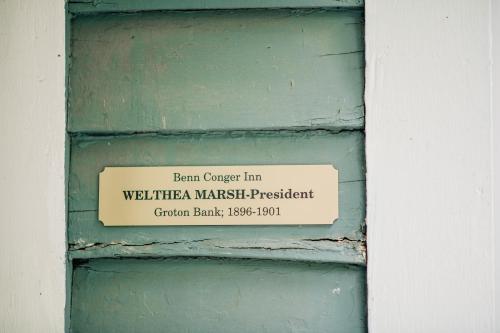 Benn Conger Inn
WELTHEA MARSH-President
Groton Bank; 1896-1901